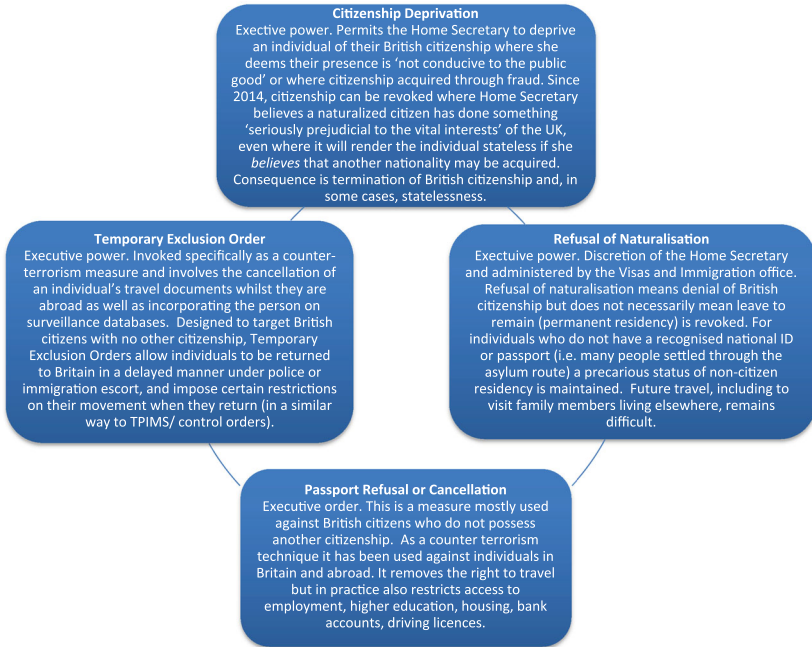 Citizenship Deprivation
Exective power. Permits the Home Secretary to deprive
an individual of their British citizenship where she
deems their presence is ‘not conducive to the public
good’ or where citizenship acquired through fraud. Since
2014, citizenship can be revoked where Home Secretary
believes a naturalized citizen has done something
‘seriously prejudicial to the vital interests’ of the UK,
even where it will render the individual stateless if she
believes that another nationality may be acquired.
Consequence is termination of British citizenship and, in
some cases, statelessness.
Temporary Exclusion Order
Executive power. Invoked specifically as a counter-
terrorism measure and involves the cancellation of
an individual’s travel documents whilst they are
abroad as well as incorporating the person on
surveillance databases.  Designed to target British
citizens with no other citizenship, Temporary
Exclusion Orders allow individuals to be returned
to Britain in a delayed manner under police or
immigration escort, and impose certain restrictions
on their movement when they return (in a similar
way to TPIMS/ control orders).
Refusal of Naturalisation
Exectuive power. Discretion of the Home Secretary
and administered by the Visas and Immigration office.
Refusal of naturalisation means denial of British
citizenship but does not necessarily mean leave to
remain (permanent residency) is revoked. For
individuals who do not have a recognised national ID
or passport (i.e. many people settled through the
asylum route) a precarious status of non-citizen
residency is maintained.  Future travel, including to
visit family members living elsewhere, remains
difficult.
Passport Refusal or Cancellation
Executive order. This is a measure mostly used
against British citizens who do not possess
another citizenship.  As a counter terrorism
technique it has been used against individuals in
Britain and abroad. It removes the right to travel
but in practice also restricts access to
employment, higher education, housing, bank
accounts, driving licences.